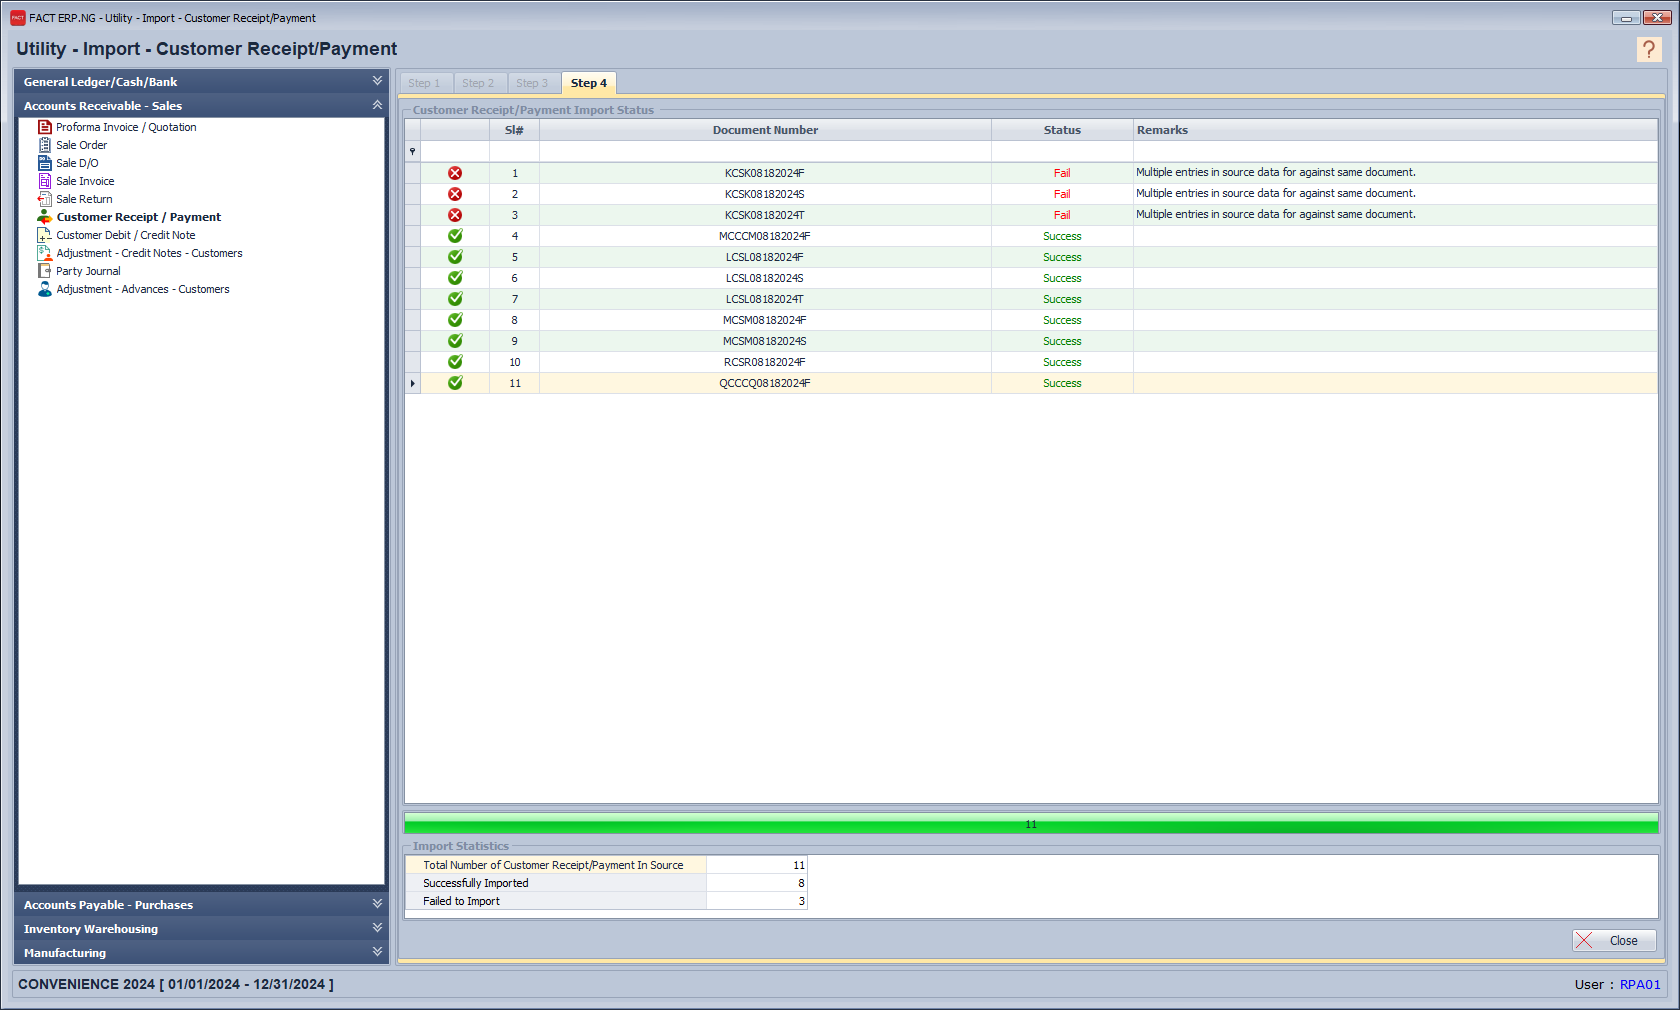 FACT ERP.NG - Utility - Import - Customer Receipt/Payment
Utility - Import - Customer Receipt/Payment
?
General Ledger/Cash/Bank
Accounts Receivable - Sales
Proforma Invoice / Quotation
Sale Order
Sale D/O
Sale Invoice
Sale Return
Customer Receipt / Payment
Customer Debit / Credit Note
Adjustment - Credit Notes - Customers
Party Journal
Adjustment - Advances - Customers
Accounts Payable - Purchases
Inventory Warehousing
Manufacturing
Step 1 Step 2 Step 3 Step 4
Customer Receipt/Payment Import Status
Sl# Document Number Status Remarks
1 KCSK08182024F Fail Multiple entries in source data for against same document.
2 KCSK08182024S Fail Multiple entries in source data for against same document.
3 KCSK08182024T Fail Multiple entries in source data for against same document.
4 MCCCM08182024F Success
5 LCSL08182024F Success
6 LCSL08182024S Success
7 LCSL08182024T Success
8 MCSM08182024F Success
9 MCSM08182024S Success
10 RCSR08182024F Success
11 QCCCQ08182024F Success
11
Import Statistics
Total Number of Customer Receipt/Payment In Source 11
Successfully Imported 8
Failed to Import 3
Close
CONVENIENCE 2024 [ 01/01/2024 - 12/31/2024 ]
User : RPA01